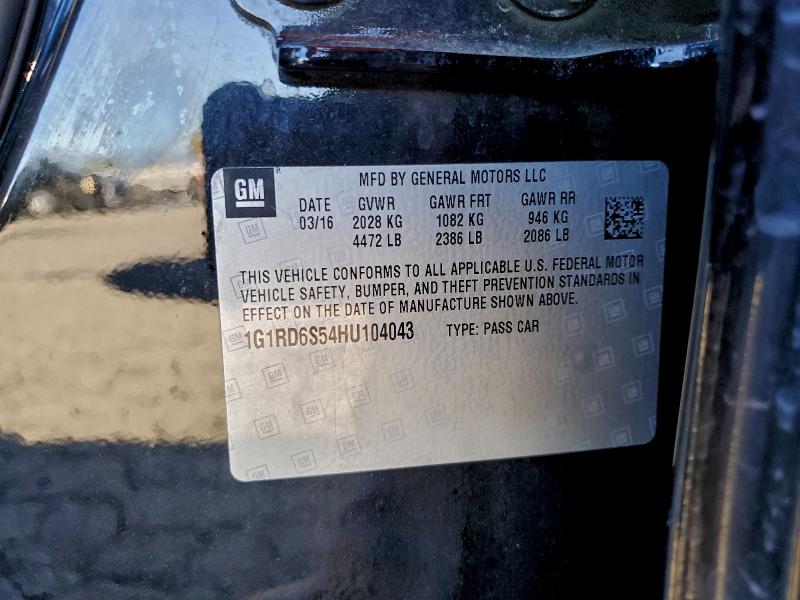 GM
MFD BY GENERAL MOTORS LLC
DATE GVWR GAWR FRT GAWR RR
03/16 2028 KG 1082 KG 946 KG
4472 LB 2386 LB 2086 LB
THIS VEHICLE CONFORMS TO ALL APPLICABLE U.S. FEDERAL MOTOR
VEHICLE SAFETY, BUMPER, AND THEFT PREVENTION STANDARDS IN
EFFECT ON THE DATE OF MANUFACTURE SHOWN ABOVE.
1G1RD6S54HU104043 TYPE: PASS CAR